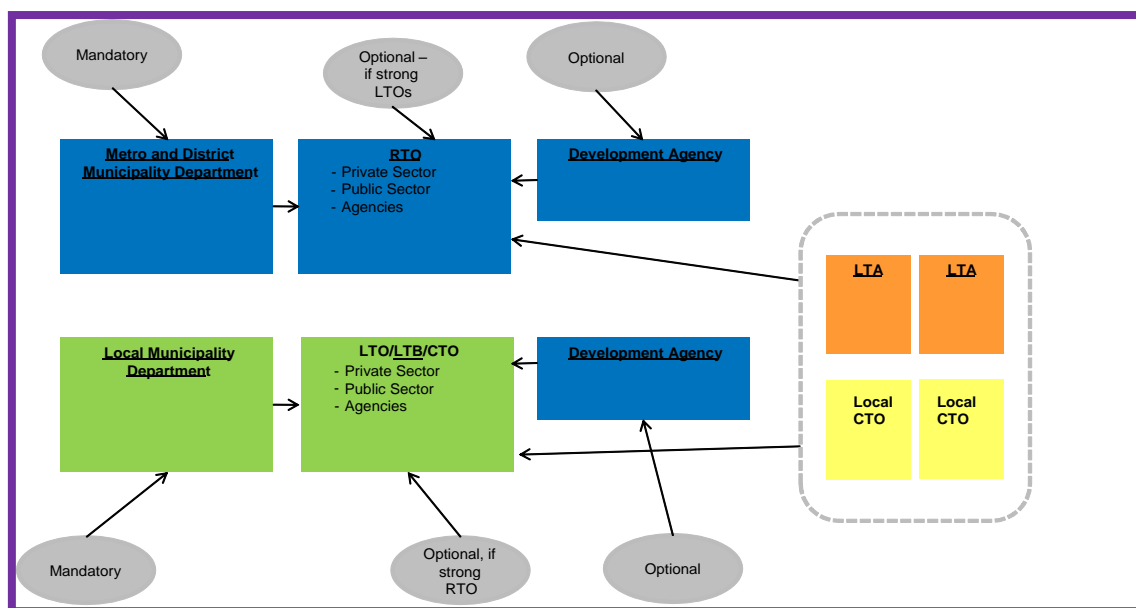 Mandatory
Optional –
if strong
LTOs
Optional
Metro and District
Municipality Department
RTO
- Private Sector
- Public Sector
- Agencies
Development Agency
LTA
LTA
Local Municipality
Department
LTO/LTB/CTO
- Private Sector
- Public Sector
- Agencies
Development Agency
Local
CTO
Local
CTO
Mandatory
Optional, if
strong
RTO
Optional